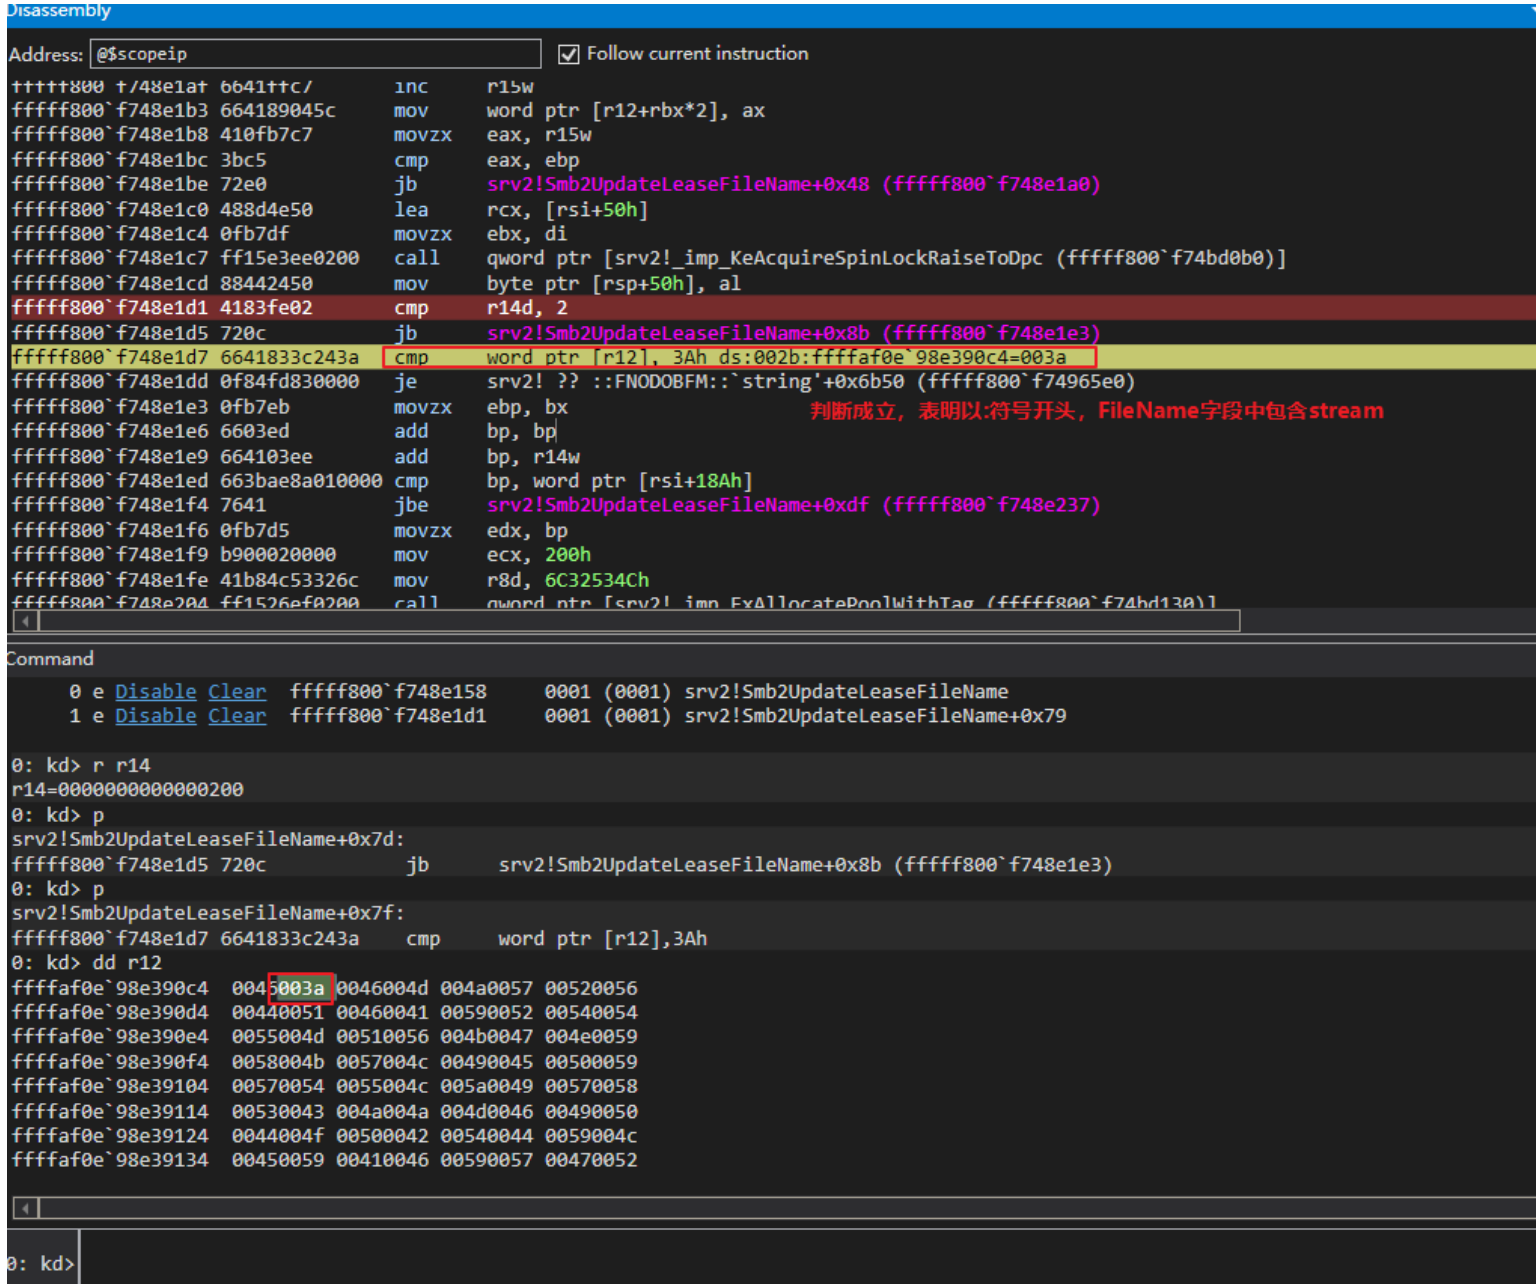 Disassembly
Address: @$scopeip Follow current instruction
fffff800`f748e1af 6641ffc7 inc r15w
fffff800`f748e1b3 664189045c mov word ptr [r12+rbx*2], ax
fffff800`f748e1b8 410fb7c7 movzx eax, r15w
fffff800`f748e1bc 3bc5 cmp eax, ebp
fffff800`f748e1be 72e0 jb srv2!Smb2UpdateLeaseFileName+0x48 (fffff800`f748e1a0)
fffff800`f748e1c0 488d4e50 lea rcx, [rsi+50h]
fffff800`f748e1c4 0fb7df movzx ebx, di
fffff800`f748e1c7 ff15e3ee0200 call qword ptr [srv2!_imp_KeAcquireSpinLockRaiseToDpc (fffff800`f74bd0b0)]
fffff800`f748e1cd 88442450 mov byte ptr [rsp+50h], al
fffff800`f748e1d1 4183fe02 cmp r14d, 2
fffff800`f748e1d5 720c jb srv2!Smb2UpdateLeaseFileName+0x8b (fffff800`f748e1e3)
fffff800`f748e1d7 6641833c243a cmp word ptr [r12], 3Ah ds:002b:ffffaf0e`98e390c4=003a
fffff800`f748e1dd 0f84fd830000 je srv2! ?? ::FNODOBFM::`string'+0x6b50 (fffff800`f74965e0)
fffff800`f748e1e3 0fb7eb movzx ebp, bx
判断成立，表明以:符号开头，FileName字段中包含stream
fffff800`f748e1e6 6603ed add bp, bp
fffff800`f748e1e9 664103ee add bp, r14w
fffff800`f748e1ed 663bae8a010000 cmp bp, word ptr [rsi+18Ah]
fffff800`f748e1f4 7641 jbe srv2!Smb2UpdateLeaseFileName+0xdf (fffff800`f748e237)
fffff800`f748e1f6 0fb7d5 movzx edx, bp
fffff800`f748e1f9 b900020000 mov ecx, 200h
fffff800`f748e1fe 41b84c53326c mov r8d, 6C32534Ch
fffff800`f748e204 ff1526ef0200 call qword ptr [srv2!_imp_ExAllocatePoolWithTag (fffff800`f74bd130)]
Command
0 e Disable Clear fffff800`f748e158 0001 (0001) srv2!Smb2UpdateLeaseFileName
1 e Disable Clear fffff800`f748e1d1 0001 (0001) srv2!Smb2UpdateLeaseFileName+0x79
0: kd> r r14
r14=0000000000000200
0: kd> p
srv2!Smb2UpdateLeaseFileName+0x7d:
fffff800`f748e1d5 720c jb srv2!Smb2UpdateLeaseFileName+0x8b (fffff800`f748e1e3)
0: kd> p
srv2!Smb2UpdateLeaseFileName+0x7f:
fffff800`f748e1d7 6641833c243a cmp word ptr [r12],3Ah
0: kd> dd r12
ffffaf0e`98e390c4 0045003a 0046004d 004a0057 00520056
ffffaf0e`98e390d4 00440051 00460041 00590052 00540054
ffffaf0e`98e390e4 0055004d 00510056 004b0047 004e0059
ffffaf0e`98e390f4 0058004b 0057004c 00490045 00500059
ffffaf0e`98e39104 00570054 0055004c 005a0049 00570058
ffffaf0e`98e39114 00530043 004a004a 004d0046 00490050
ffffaf0e`98e39124 0044004f 00500042 00540044 0059004c
ffffaf0e`98e39134 00450059 00410046 00590057 00470052
0: kd>